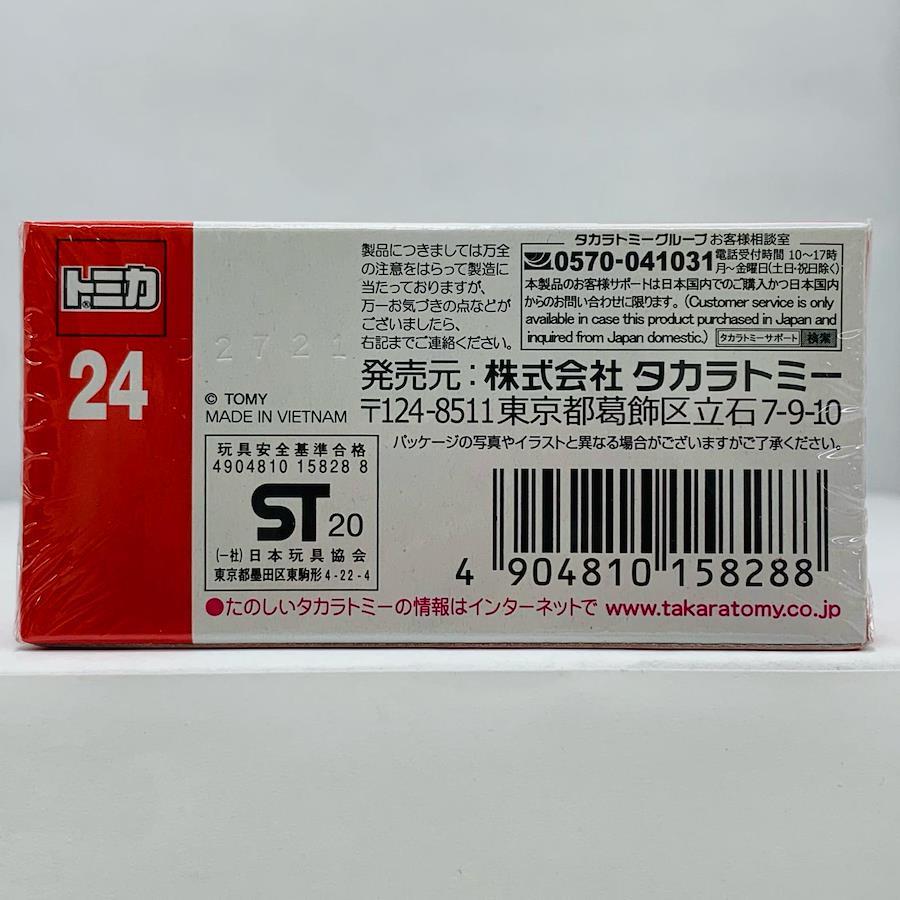 トミカ
®
24
2721
© TOMY
MADE IN VIETNAM
製品につきましては万全
の注意をはらって製造に
当たっておりますが、
万一お気づきの点などが
ございましたら、
右記までご連絡ください。
タカラトミーグループお客様相談室
0570-041031 電話受付時間 10~17時
月~金曜日(土日・祝日除く)
本製品のお客様サポートは日本国内でのご購入かつ日本国内
からのお問い合わせに限ります。(Customer service is only
available in case this product purchased in Japan and
inquired from Japan domestic.) タカラトミーサポート 検索
発売元:株式会社 タカラトミー
〒124-8511東京都葛飾区立石7-9-10
パッケージの写真やイラストと異なる場合がございますがご了承ください。
玩具安全基準合格
4904810 15828 8
ST 20
(一社)日本玩具協会
東京都墨田区東駒形4-22-4
4 904810 158288
●たのしいタカラトミーの情報はインターネットで www.takaratomy.co.jp